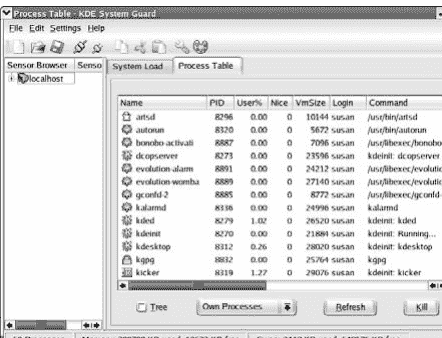 Process Table - KDE System Guard
File Edit Settings Help
Sensor Browser Senso
localhost
System Load Process Table
Name PID User% Nice VmSize Login Command
artsd 8296 0.00 0 10144 susan /usr/bin/artsd
autorun 8320 0.00 0 5672 susan /usr/bin/autorun
bonobo-activati 8887 0.00 0 7096 susan /usr/libexec/bonobo
dcopserver 8273 0.00 0 23596 susan kdeinit: dcopserver
evolution-alarm 8891 0.00 0 24212 susan /usr/libexec/evolutio
evolution-womba 8889 0.00 0 27140 susan /usr/libexec/evolutio
gconfd-2 8885 0.00 0 8772 susan /usr/libexec/gconfd-
kalarmd 8336 0.00 0 24996 susan kalarmd
kded 8279 1.02 0 26520 susan kdeinit: kded
kdeinit 8270 0.00 0 21884 susan kdeinit: Running...
kdesktop 8312 0.26 0 28020 susan kdeinit: kdesktop
kgpg 8832 0.00 0 25764 susan kgpg
kicker 8319 1.27 0 29076 susan kdeinit: kicker
Tree Own Processes Refresh Kill